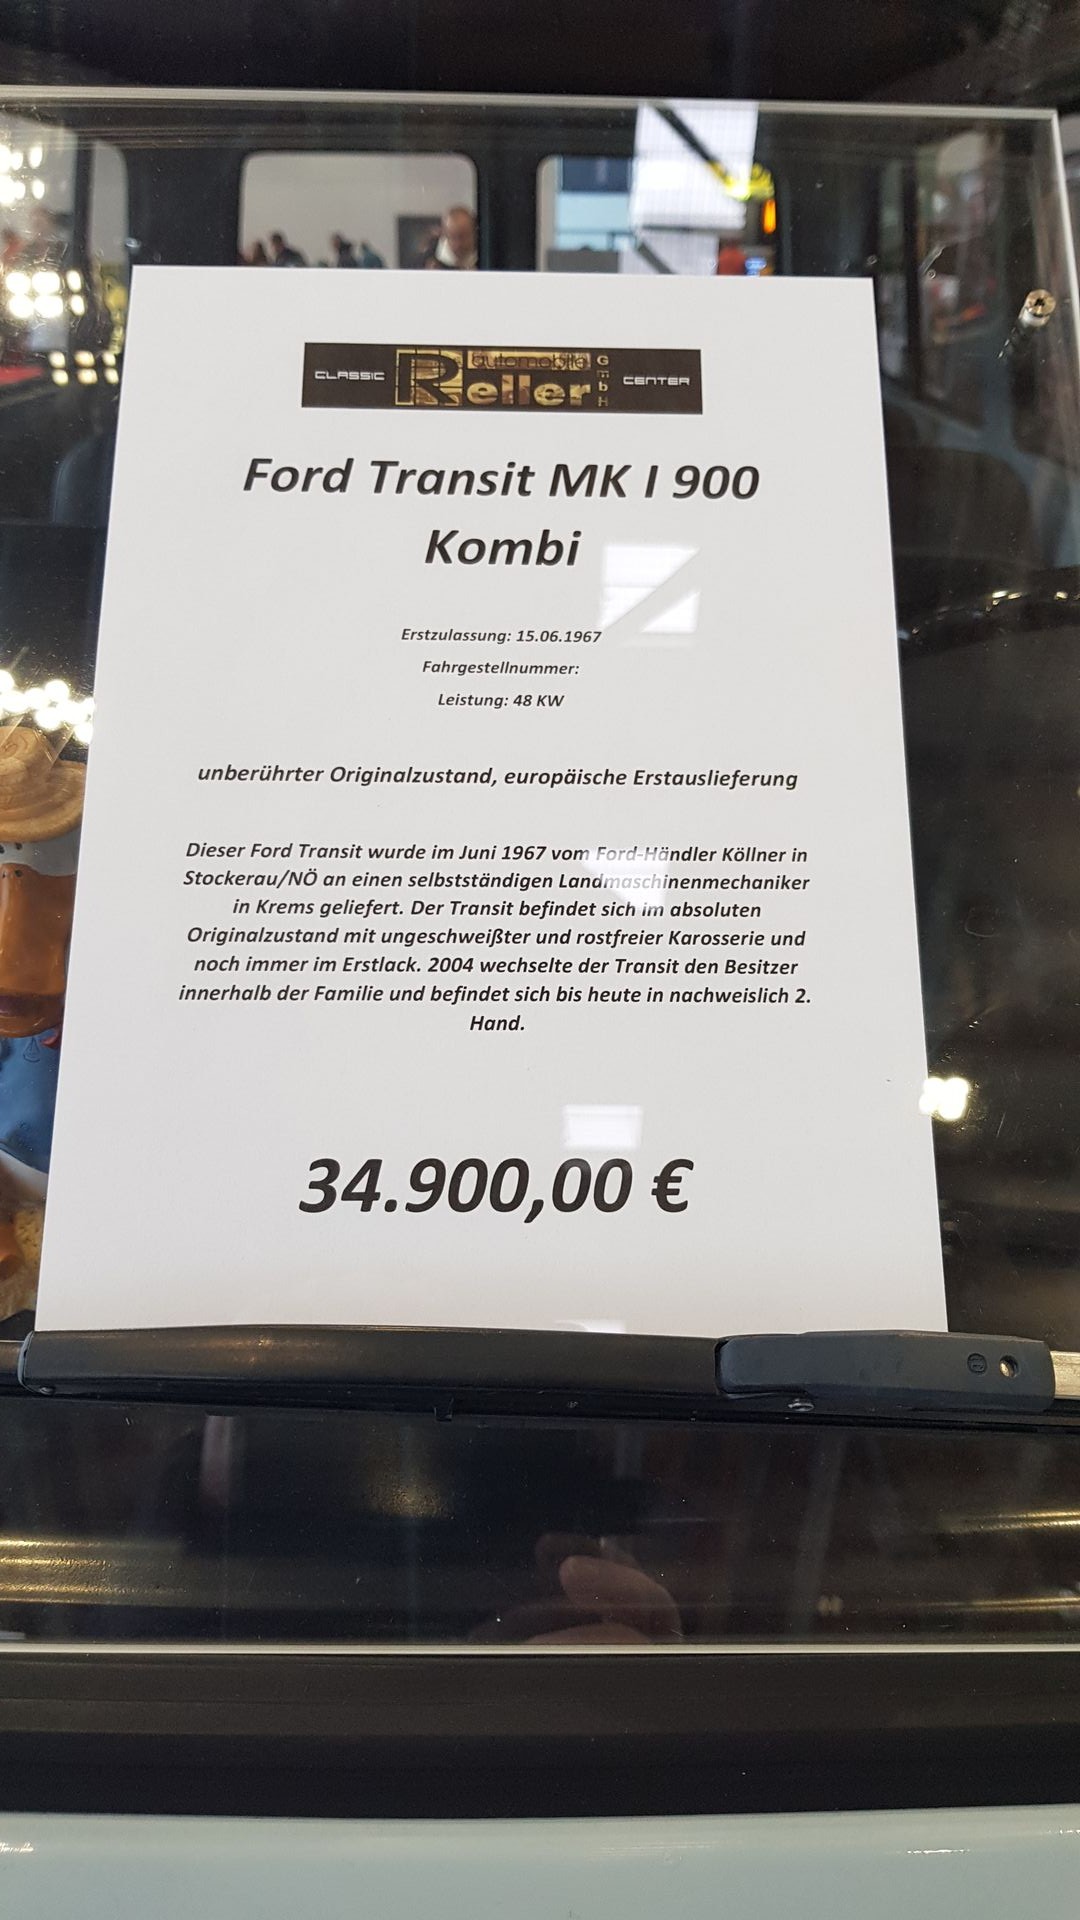 CLASSIC Reller automobile GmbH CENTER
Ford Transit MK I 900
Kombi
Erstzulassung: 15.06.1967
Fahrgestellnummer:
Leistung: 48 KW
unberührter Originalzustand, europäische Erstauslieferung
Dieser Ford Transit wurde im Juni 1967 vom Ford-Händler Köllner in
Stockerau/NÖ an einen selbstständigen Landmaschinenmechaniker
in Krems geliefert. Der Transit befindet sich im absoluten
Originalzustand mit ungeschweißter und rostfreier Karosserie und
noch immer im Erstlack. 2004 wechselte der Transit den Besitzer
innerhalb der Familie und befindet sich bis heute in nachweislich 2.
Hand.
34.900,00 €